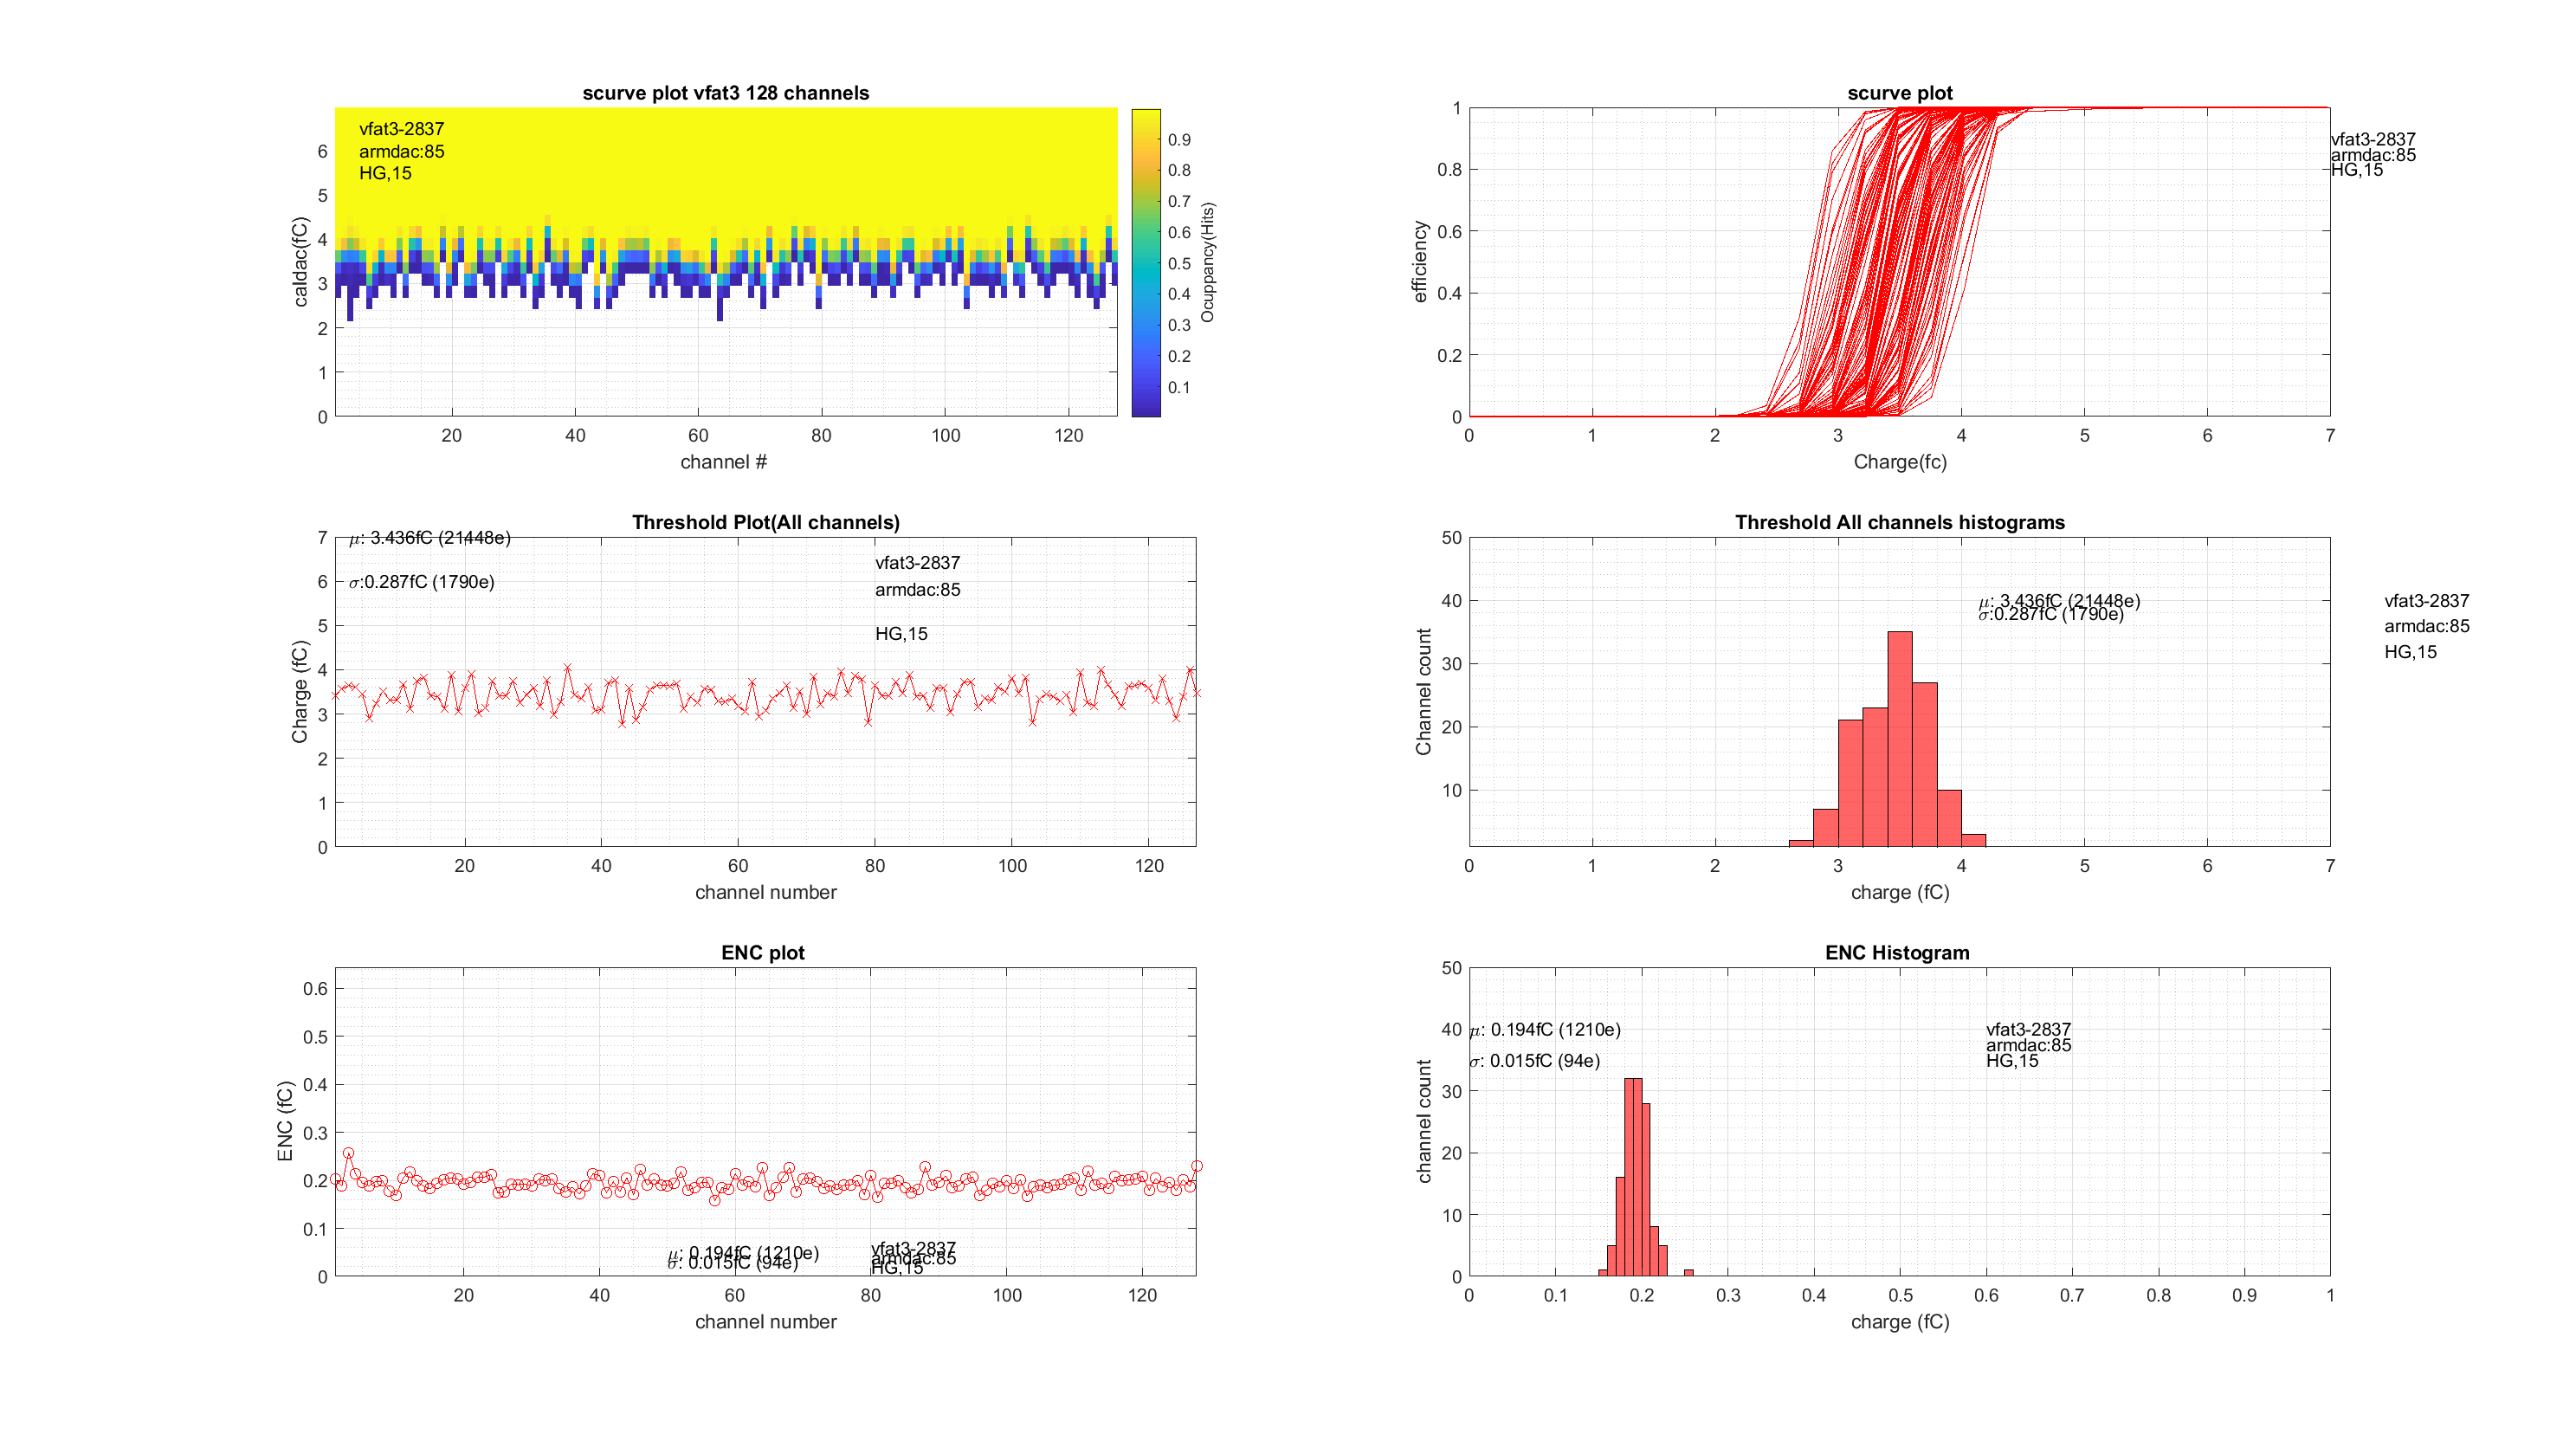 scurve plot vfat3 128 channels
vfat3-2837
armdac:85
HG,15
caldac(fC)
6
5
4
3
2
1
0
20 40 60 80 100 120
channel #
0.9
0.8
0.7
0.6
0.5
0.4
0.3
0.2
0.1
Ocuppancy(Hits)
scurve plot
vfat3-2837
armdac:85
HG,15
efficiency
1
0.8
0.6
0.4
0.2
0
0 1 2 3 4 5 6 7
Charge(fc)
Threshold Plot(All channels)
μ: 3.436fC (21448e)
σ:0.287fC (1790e)
vfat3-2837
armdac:85
HG,15
Charge (fC)
7
6
5
4
3
2
1
0
20 40 60 80 100 120
channel number
Threshold All channels histograms
μ: 3.436fC (21448e)
σ:0.287fC (1790e)
vfat3-2837
armdac:85
HG,15
Channel count
50
40
30
20
10
0 1 2 3 4 5 6 7
charge (fC)
ENC plot
ENC (fC)
0.6
0.5
0.4
0.3
0.2
0.1
0
μ: 0.194fC (1210e)
σ: 0.015fC (94e)
vfat3-2837
armdac:85
HG,15
20 40 60 80 100 120
channel number
ENC Histogram
μ: 0.194fC (1210e)
σ: 0.015fC (94e)
vfat3-2837
armdac:85
HG,15
channel count
50
40
30
20
10
0
0 0.1 0.2 0.3 0.4 0.5 0.6 0.7 0.8 0.9 1
charge (fC)